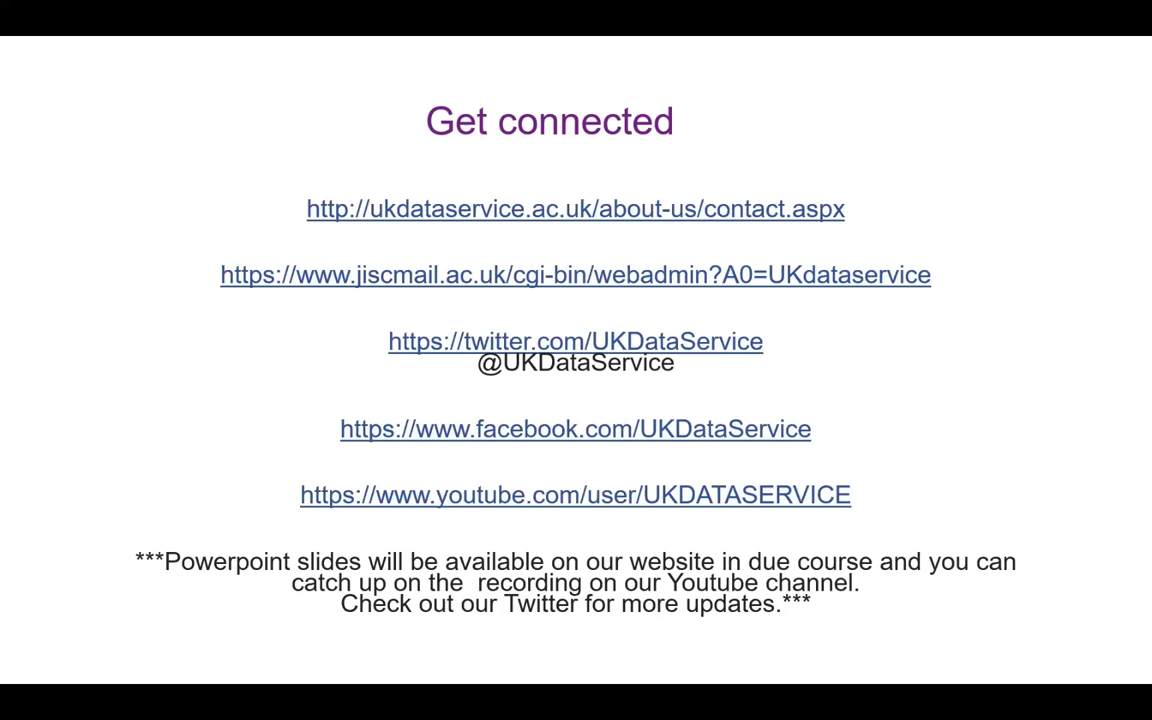 Get connected
http://ukdataservice.ac.uk/about-us/contact.aspx
https://www.jiscmail.ac.uk/cgi-bin/webadmin?A0=UKdataservice
https://twitter.com/UKDataService
@UKDataService
https://www.facebook.com/UKDataService
https://www.youtube.com/user/UKDATASERVICE
***Powerpoint slides will be available on our website in due course and you can
catch up on the  recording on our Youtube channel.
Check out our Twitter for more updates.***